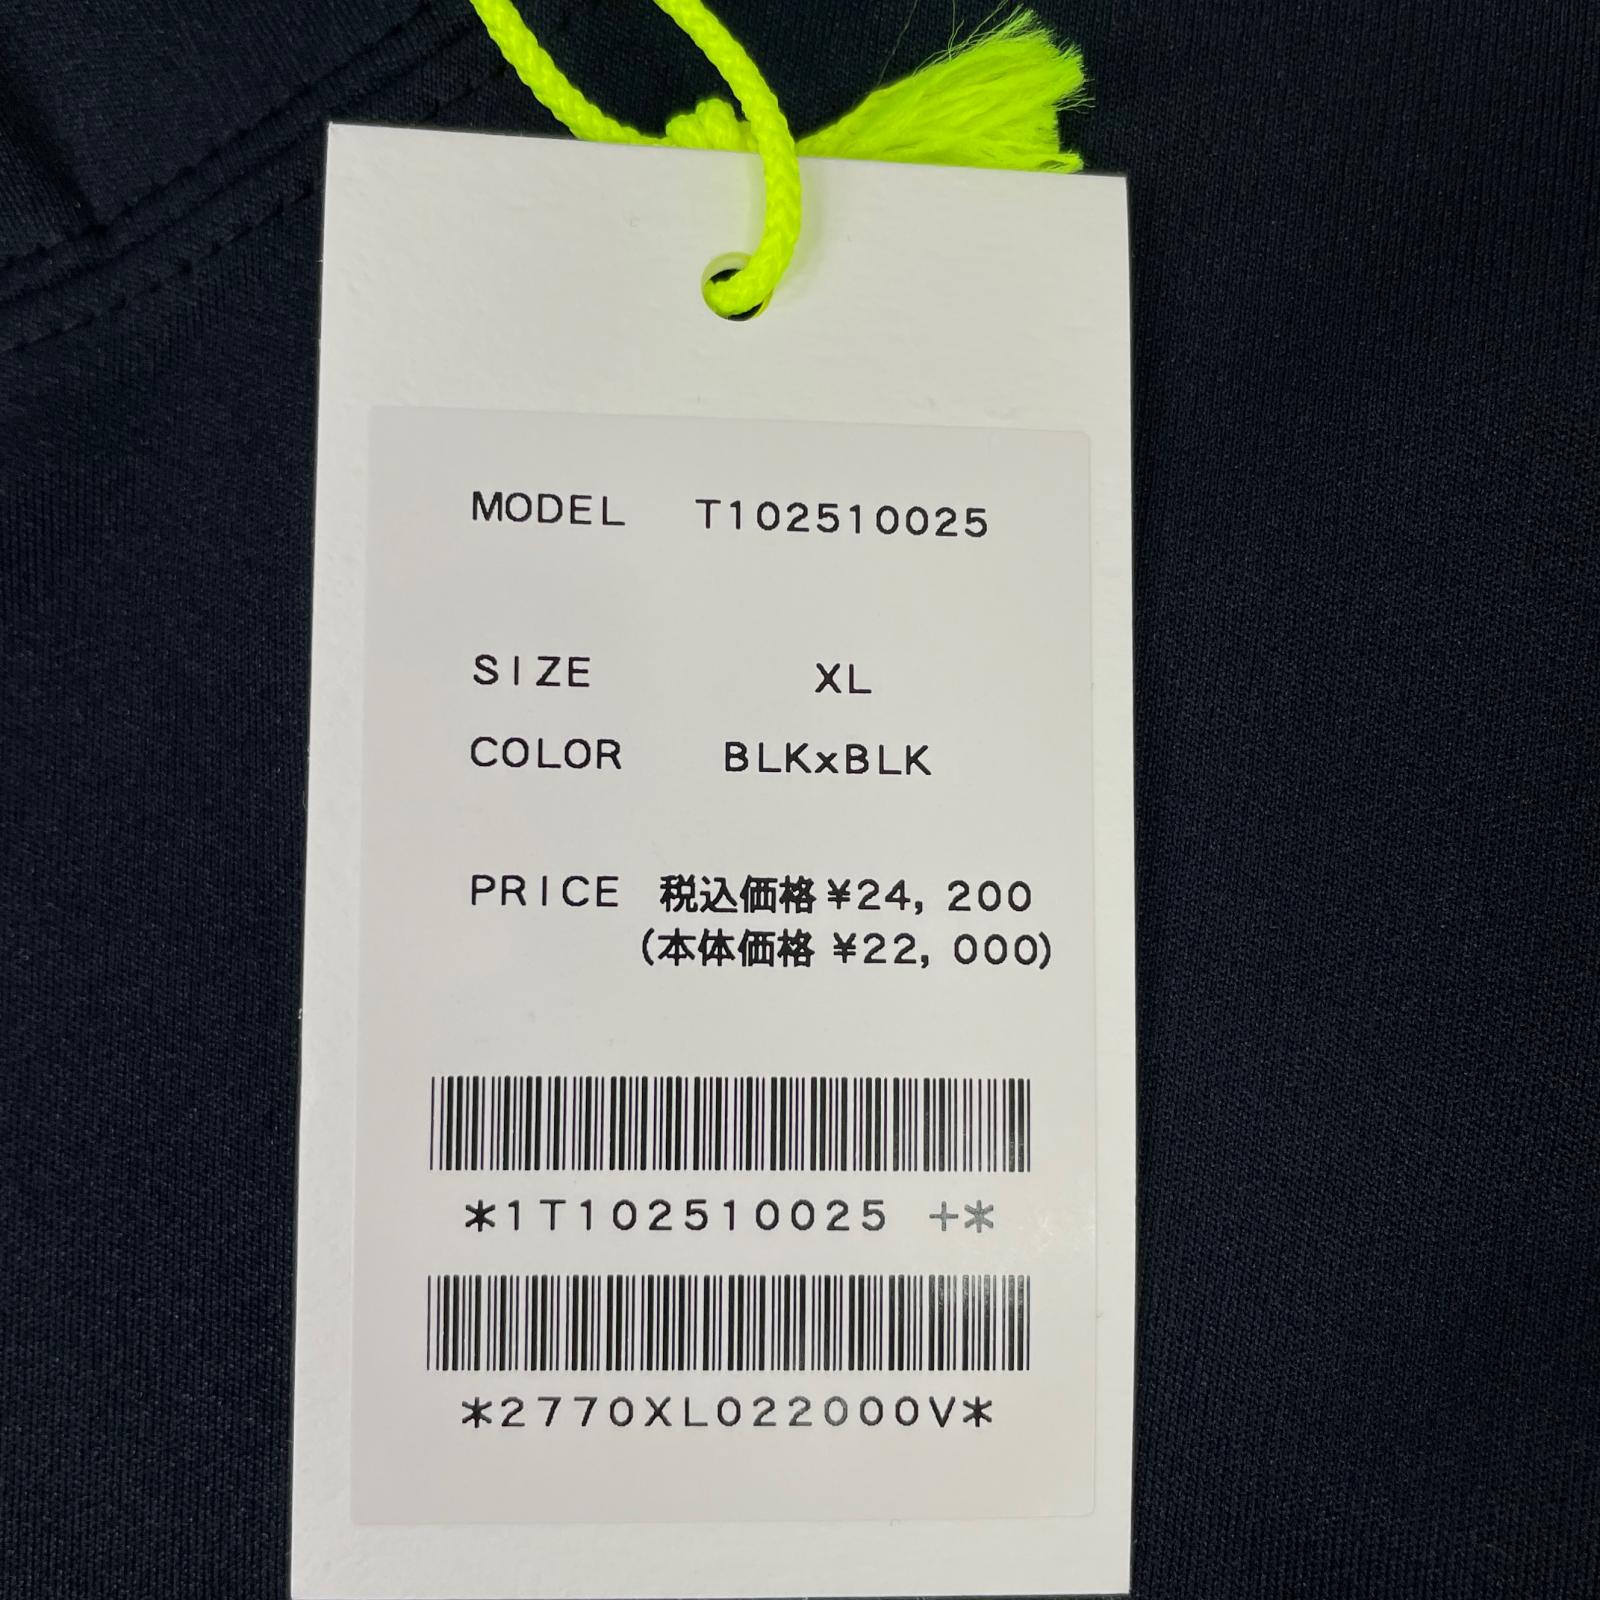 MODEL T102510025
SIZE XL
COLOR BLKxBLK
PRICE 税込価格¥24,200
(本体価格 ¥22,000)
*1T102510025 +*
*2770XL022000V*